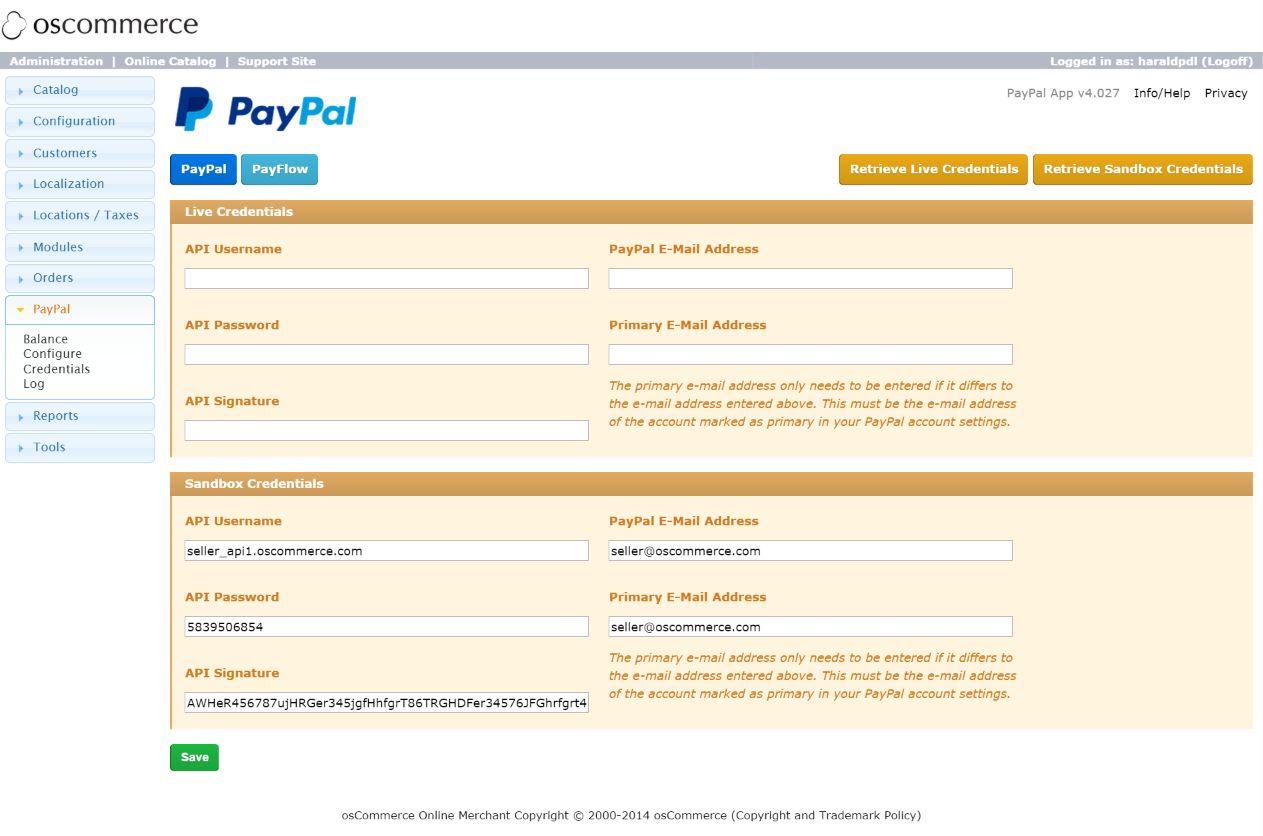 oscommerce
Administration | Online Catalog | Support Site
Logged in as: haraldpdl (Logoff)
Catalog
Configuration
Customers
Localization
Locations / Taxes
Modules
Orders
PayPal
Balance
Configure
Credentials
Log
Reports
Tools
PayPal
PayPal App v4.027 Info/Help Privacy
PayPal PayFlow
Retrieve Live Credentials Retrieve Sandbox Credentials
Live Credentials
API Username
PayPal E-Mail Address
API Password
Primary E-Mail Address
The primary e-mail address only needs to be entered if it differs to
the e-mail address entered above. This must be the e-mail address
of the account marked as primary in your PayPal account settings.
API Signature
Sandbox Credentials
API Username
seller_api1.oscommerce.com
PayPal E-Mail Address
seller@oscommerce.com
API Password
5839506854
Primary E-Mail Address
seller@oscommerce.com
The primary e-mail address only needs to be entered if it differs to
the e-mail address entered above. This must be the e-mail address
of the account marked as primary in your PayPal account settings.
API Signature
AWHeR456787ujHRGer345jgfHhfgrT86TRGHDFer34576JFGhrfgrt4
Save
osCommerce Online Merchant Copyright © 2000-2014 osCommerce (Copyright and Trademark Policy)